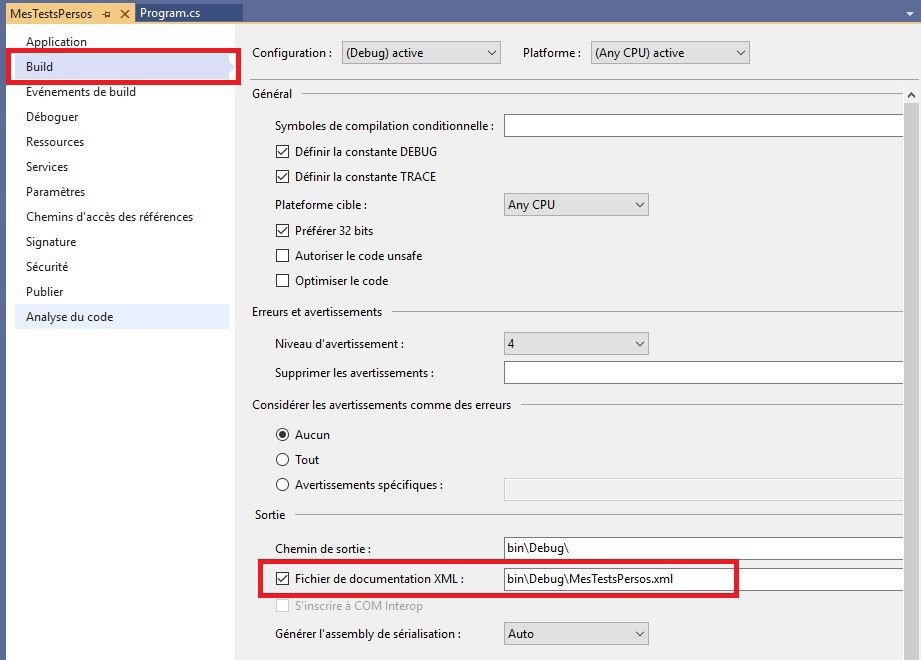 MesTestsPersos
Program.cs
Application
Build
Événements de build
Déboguer
Ressources
Services
Paramètres
Chemins d'accès des références
Signature
Sécurité
Publier
Analyse du code
Configuration : (Debug) active Platforme : (Any CPU) active
Général
Symboles de compilation conditionnelle :
Définir la constante DEBUG
Définir la constante TRACE
Plateforme cible : Any CPU
Préférer 32 bits
Autoriser le code unsafe
Optimiser le code
Erreurs et avertissements
Niveau d'avertissement : 4
Supprimer les avertissements :
Considérer les avertissements comme des erreurs
Aucun
Tout
Avertissements spécifiques :
Sortie
Chemin de sortie : bin\Debug\
Fichier de documentation XML : bin\Debug\MesTestsPersos.xml
S'inscrire à COM Interop
Générer l'assembly de sérialisation : Auto